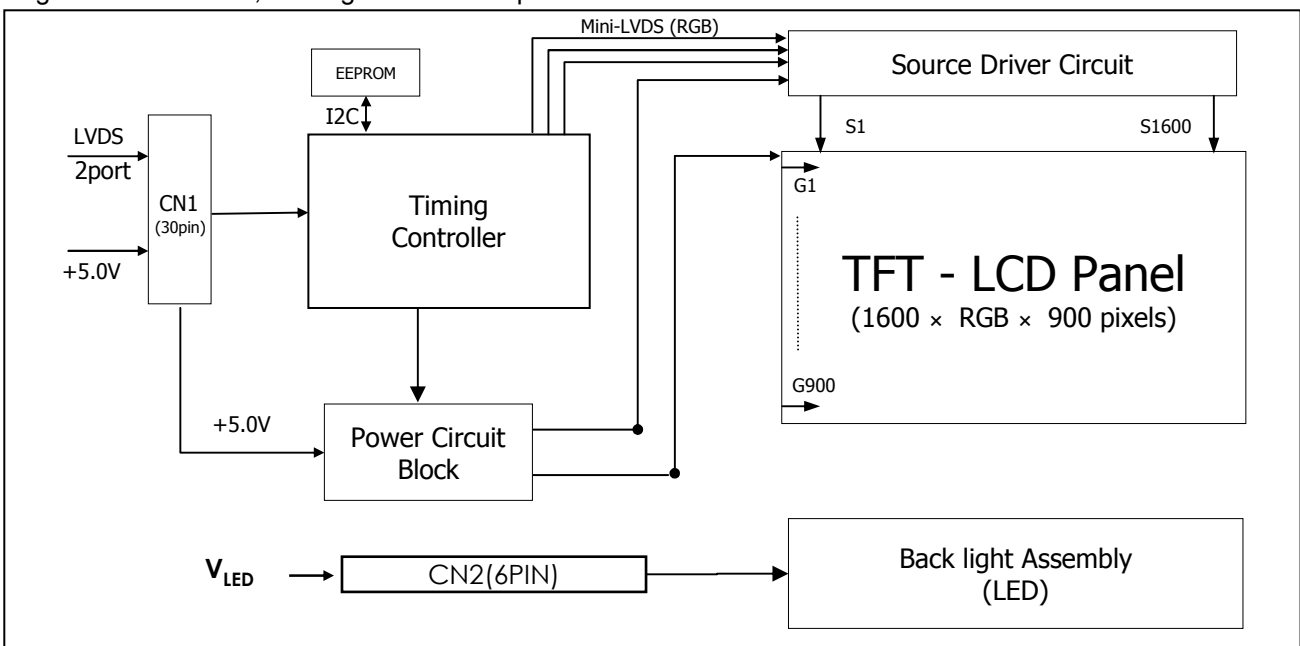 Mini-LVDS (RGB)
EEPROM
Source Driver Circuit
I2C
S1
S1600
LVDS
2port
CN1
(30pin)
Timing
Controller
G1
+5.0V
TFT - LCD Panel
(1600 × RGB × 900 pixels)
G900
+5.0V
Power Circuit
Block
V_LED
CN2(6PIN)
Back light Assembly
(LED)